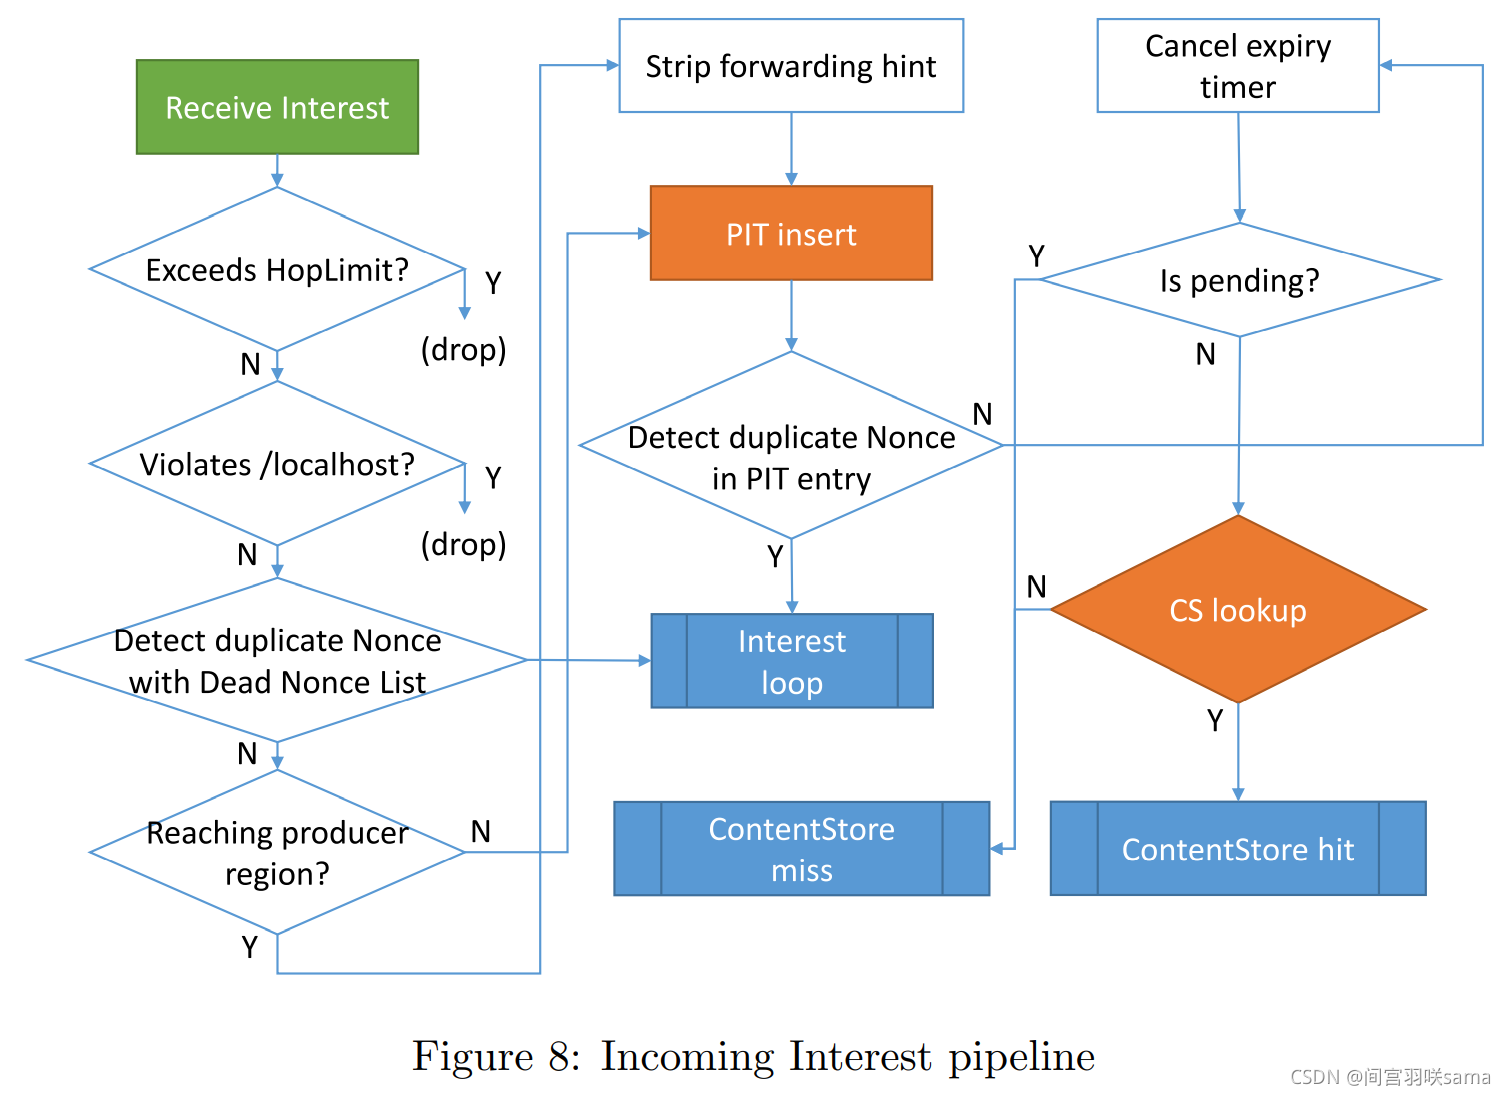 Receive Interest
Exceeds HopLimit?
Y
(drop)
N
Violates /localhost?
Y
(drop)
N
Detect duplicate Nonce
with Dead Nonce List
N
Reaching producer
region?
N
Y
Strip forwarding hint
PIT insert
Detect duplicate Nonce
in PIT entry
N
Y
Interest
loop
ContentStore
miss
Cancel expiry
timer
Y
Is pending?
N
N
CS lookup
Y
ContentStore hit
Figure 8: Incoming Interest pipeline
CSDN @间宫羽咲sama